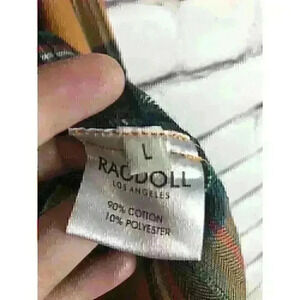 L
RAGDOLL
LOS ANGELES
90% COTTON
10% POLYESTER